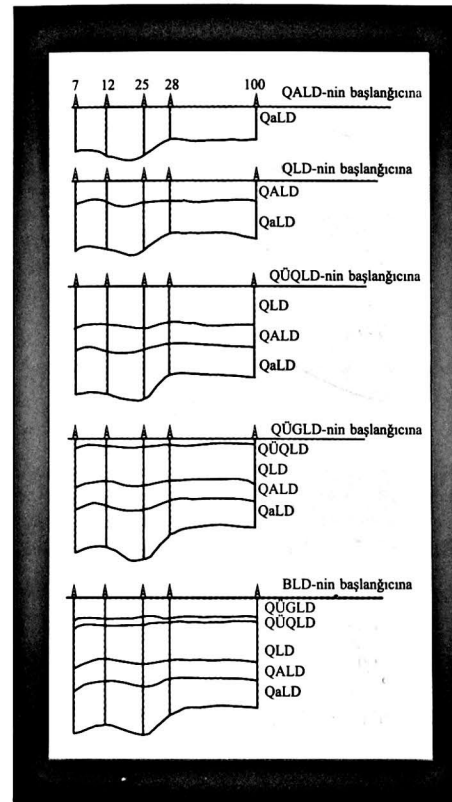 7 12 25 28 100
QALD-nin başlanğıcına
QaLD
QLD-nin başlanğıcına
QALD
QaLD
QÜQLD-nin başlanğıcına
QLD
QALD
QaLD
QÜGLD-nin başlanğıcına
QÜQLD
QLD
QALD
QaLD
BLD-nin başlanğıcına
QÜGLD
QÜQLD
QLD
QALD
QaLD